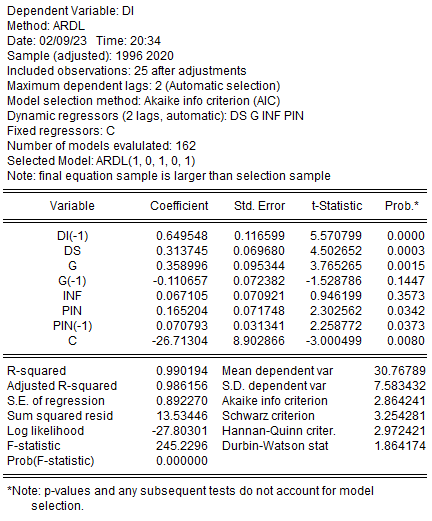 Dependent Variable: DI
Method: ARDL
Date: 02/09/23 Time: 20:34
Sample (adjusted): 1996 2020
Included observations: 25 after adjustments
Maximum dependent lags: 2 (Automatic selection)
Model selection method: Akaike info criterion (AIC)
Dynamic regressors (2 lags, automatic): DS G INF PIN
Fixed regressors: C
Number of models evalulated: 162
Selected Model: ARDL(1, 0, 1, 0, 1)
Note: final equation sample is larger than selection sample
Variable Coefficient Std. Error t-Statistic Prob.*
DI(-1) 0.649548 0.116599 5.570799 0.0000
DS 0.313745 0.069680 4.502652 0.0003
G 0.358996 0.095344 3.765265 0.0015
G(-1) -0.110657 0.072382 -1.528786 0.1447
INF 0.067105 0.070921 0.946199 0.3573
PIN 0.165204 0.071748 2.302562 0.0342
PIN(-1) 0.070793 0.031341 2.258772 0.0373
C -26.71304 8.902866 -3.000499 0.0080
R-squared 0.990194 Mean dependent var 30.76789
Adjusted R-squared 0.986156 S.D. dependent var 7.583432
S.E. of regression 0.892270 Akaike info criterion 2.864241
Sum squared resid 13.53446 Schwarz criterion 3.254281
Log likelihood -27.80301 Hannan-Quinn criter. 2.972421
F-statistic 245.2296 Durbin-Watson stat 1.864174
Prob(F-statistic) 0.000000
*Note: p-values and any subsequent tests do not account for model
selection.